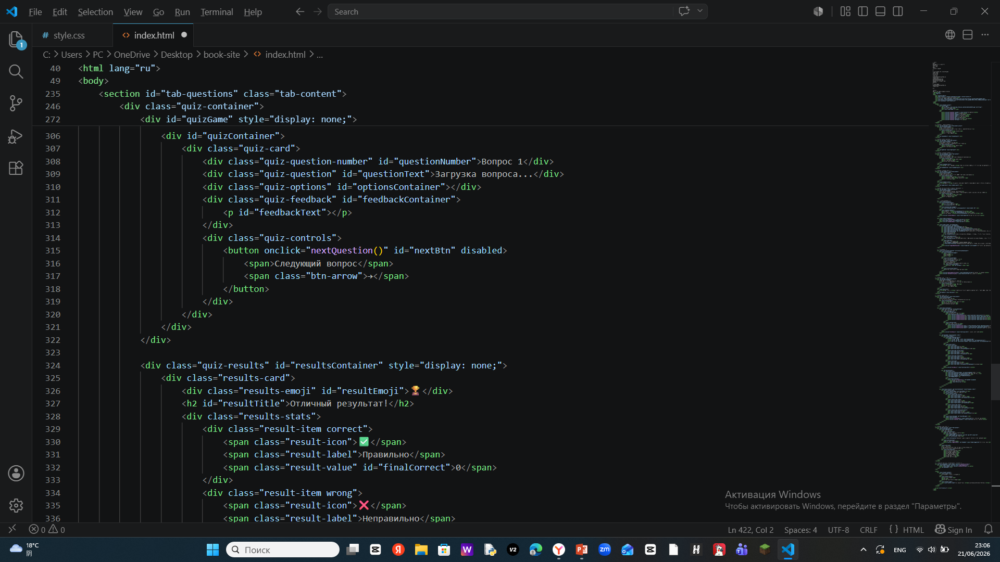 File Edit Selection View Go Run Terminal Help
Search
# style.css
<> index.html
1
C: > Users > PC > OneDrive > Desktop > book-site > <> index.html > ...
40 <html lang="ru">
49 <body>
235 <section id="tab-questions" class="tab-content">
246 <div class="quiz-container">
272 <div id="quizGame" style="display: none;">
306 <div id="quizContainer">
307 <div class="quiz-card">
308 <div class="quiz-question-number" id="questionNumber">Вопрос 1</div>
309 <div class="quiz-question" id="questionText">Загрузка вопроса...</div>
310 <div class="quiz-options" id="optionsContainer"></div>
311 <div class="quiz-feedback" id="feedbackContainer">
312 <p id="feedbackText"></p>
313 </div>
314 <div class="quiz-controls">
315 <button onclick="nextQuestion()" id="nextBtn" disabled>
316 <span>Следующий вопрос</span>
317 <span class="btn-arrow">→</span>
318 </button>
319 </div>
320 </div>
321 </div>
322 </div>
323
324 <div class="quiz-results" id="resultsContainer" style="display: none;">
325 <div class="results-card">
326 <div class="results-emoji" id="resultEmoji">🏆</div>
327 <h2 id="resultTitle">Отличный результат!</h2>
328 <div class="results-stats">
329 <div class="result-item correct">
330 <span class="result-icon">✅</span>
331 <span class="result-label">Правильно</span>
332 <span class="result-value" id="finalCorrect">0</span>
333 </div>
334 <div class="result-item wrong">
335 <span class="result-icon">❌</span>
336 <span class="result-label">Неправильно</span>
Активация Windows
Чтобы активировать Windows, перейдите в раздел "Параметры".
0 0
Ln 422, Col 2 Spaces: 4 UTF-8 CRLF {} HTML Sign In
18°C
阴
Поиск
ENG
23:06
21/06/2026